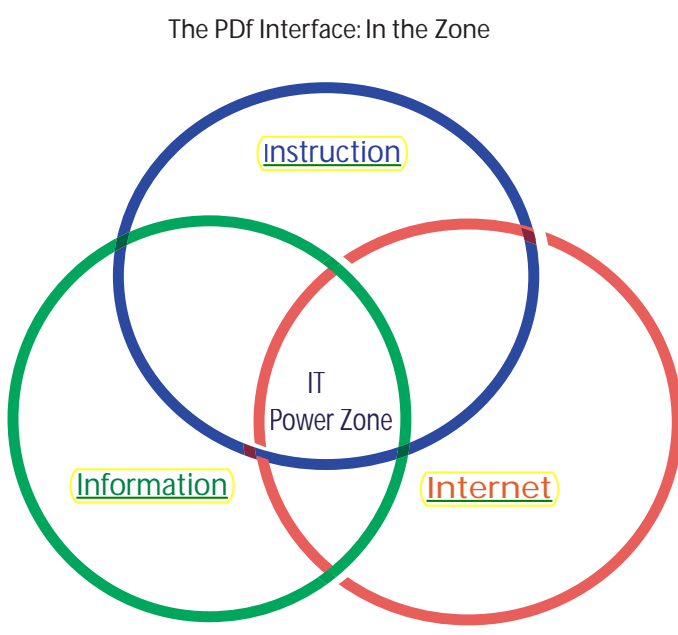 The PDf Interface: In the Zone
Instruction
IT
Power Zone
Information
Internet